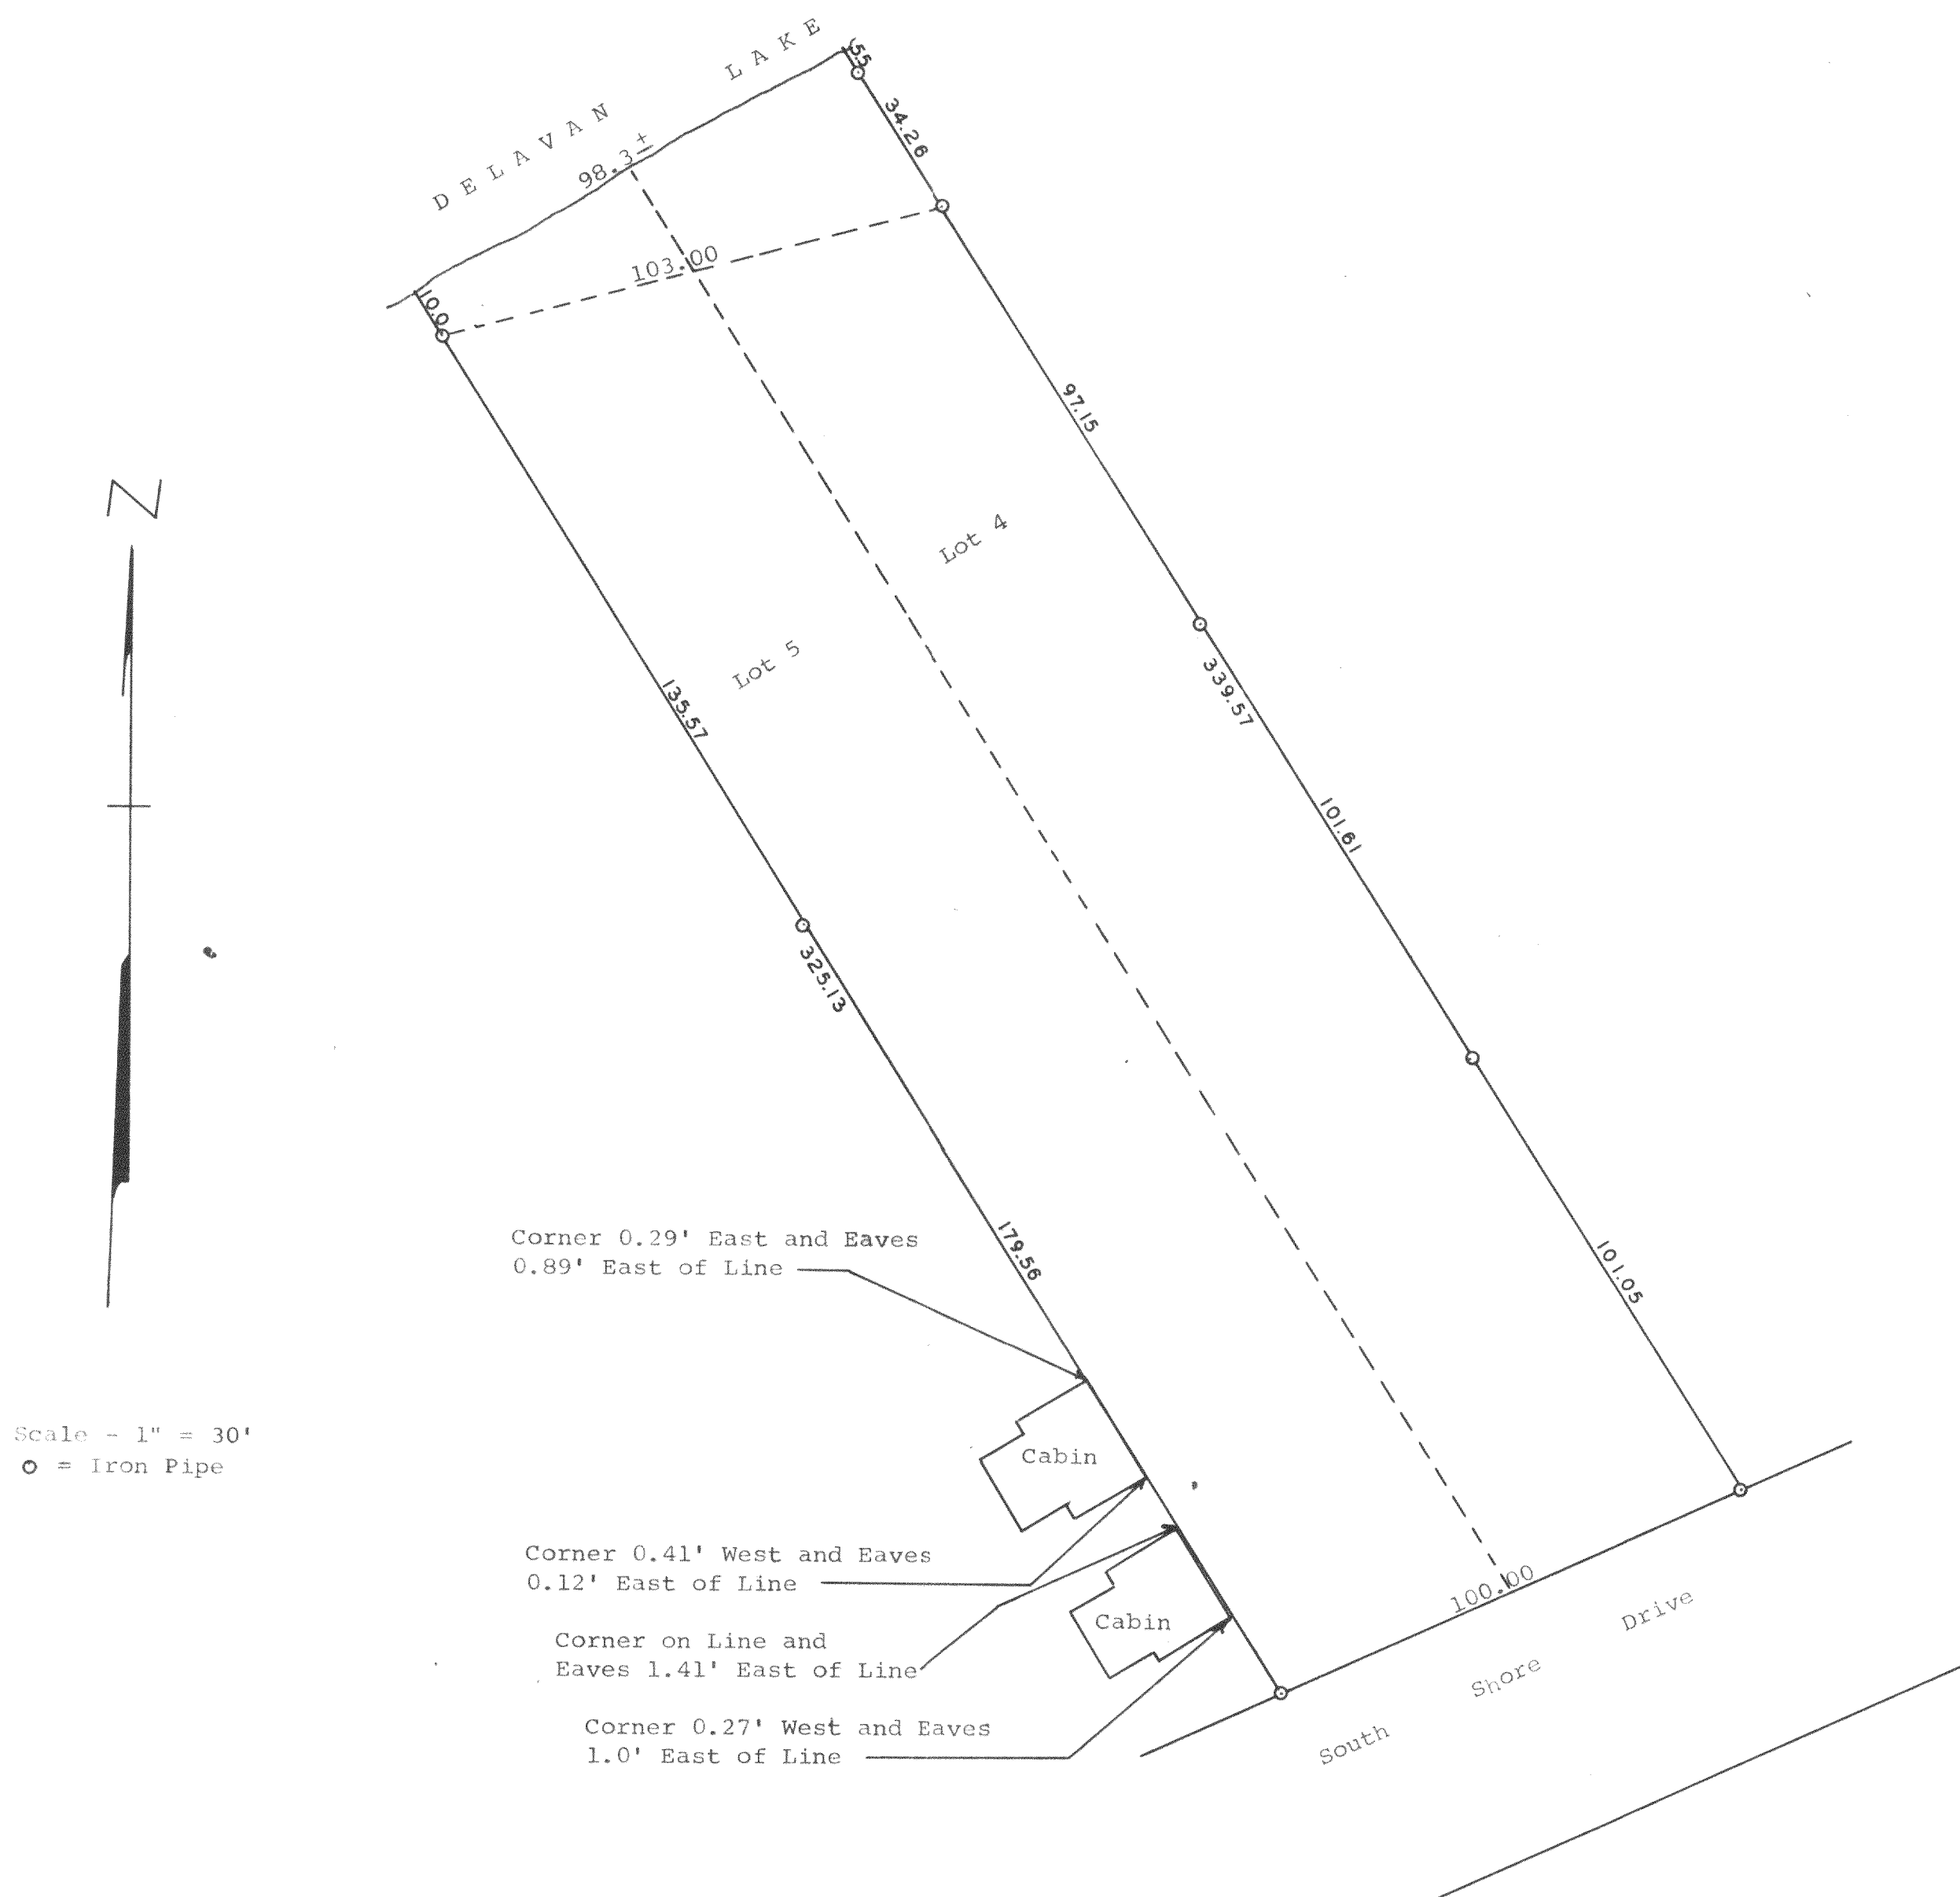 DELAVAN LAKE
5.5
98.3±
34.26
103.00
10.0
97.15
N
Lot 4
Lot 5
339.57
135.57
101.61
325.13
179.56
101.05
Corner 0.29' East and Eaves
0.89' East of Line
Scale - 1" = 30'
= Iron Pipe
Cabin
Corner 0.41' West and Eaves
0.12' East of Line
100.00
Cabin
Corner on Line and
Eaves 1.41' East of Line
South Shore Drive
Corner 0.27' West and Eaves
1.0' East of Line